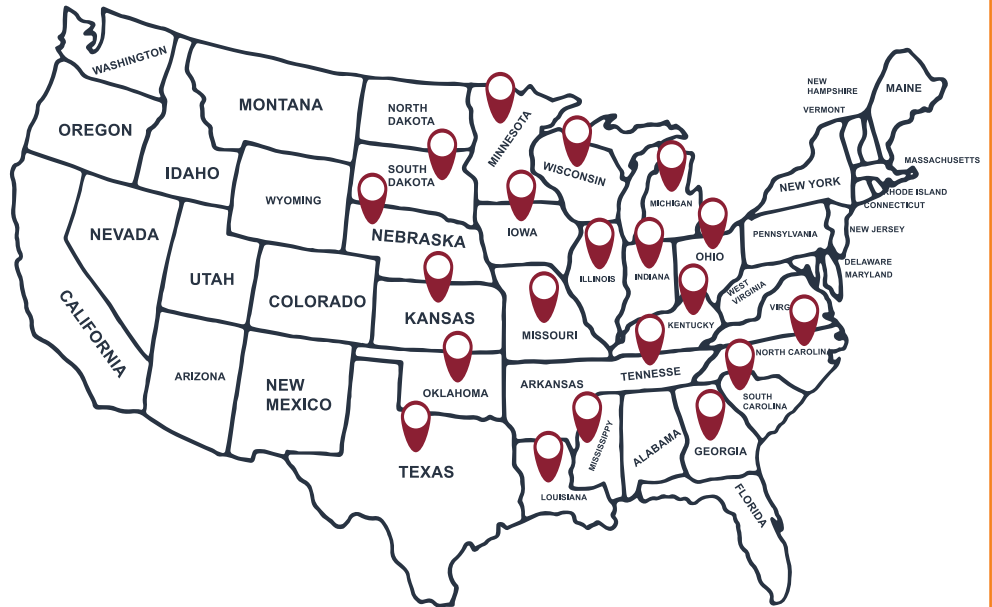 WASHINGTON
MONTANA
NORTH
DAKOTA
MINNESOTA
NEW
HAMPSHIRE
VERMONT
MAINE
OREGON
IDAHO
SOUTH
DAKOTA
WISCONSIN
MICHIGAN
NEW YORK
MASSACHUSETTS
RHODE ISLAND
CONNECTICUT
WYOMING
NEVADA
NEBRASKA
IOWA
ILLINOIS
INDIANA
OHIO
PENNSYLVANIA
NEW JERSEY
DELAWARE
MARYLAND
UTAH
COLORADO
CALIFORNIA
KANSAS
MISSOURI
KENTUCKY
WEST
VIRGINIA
VIRG
NORTH CAROLINA
ARIZONA
NEW
MEXICO
OKLAHOMA
ARKANSAS
TENNESSE
SOUTH
CAROLINA
TEXAS
LOUISIANA
MISSISSIPPY
ALABAMA
GEORGIA
FLORIDA